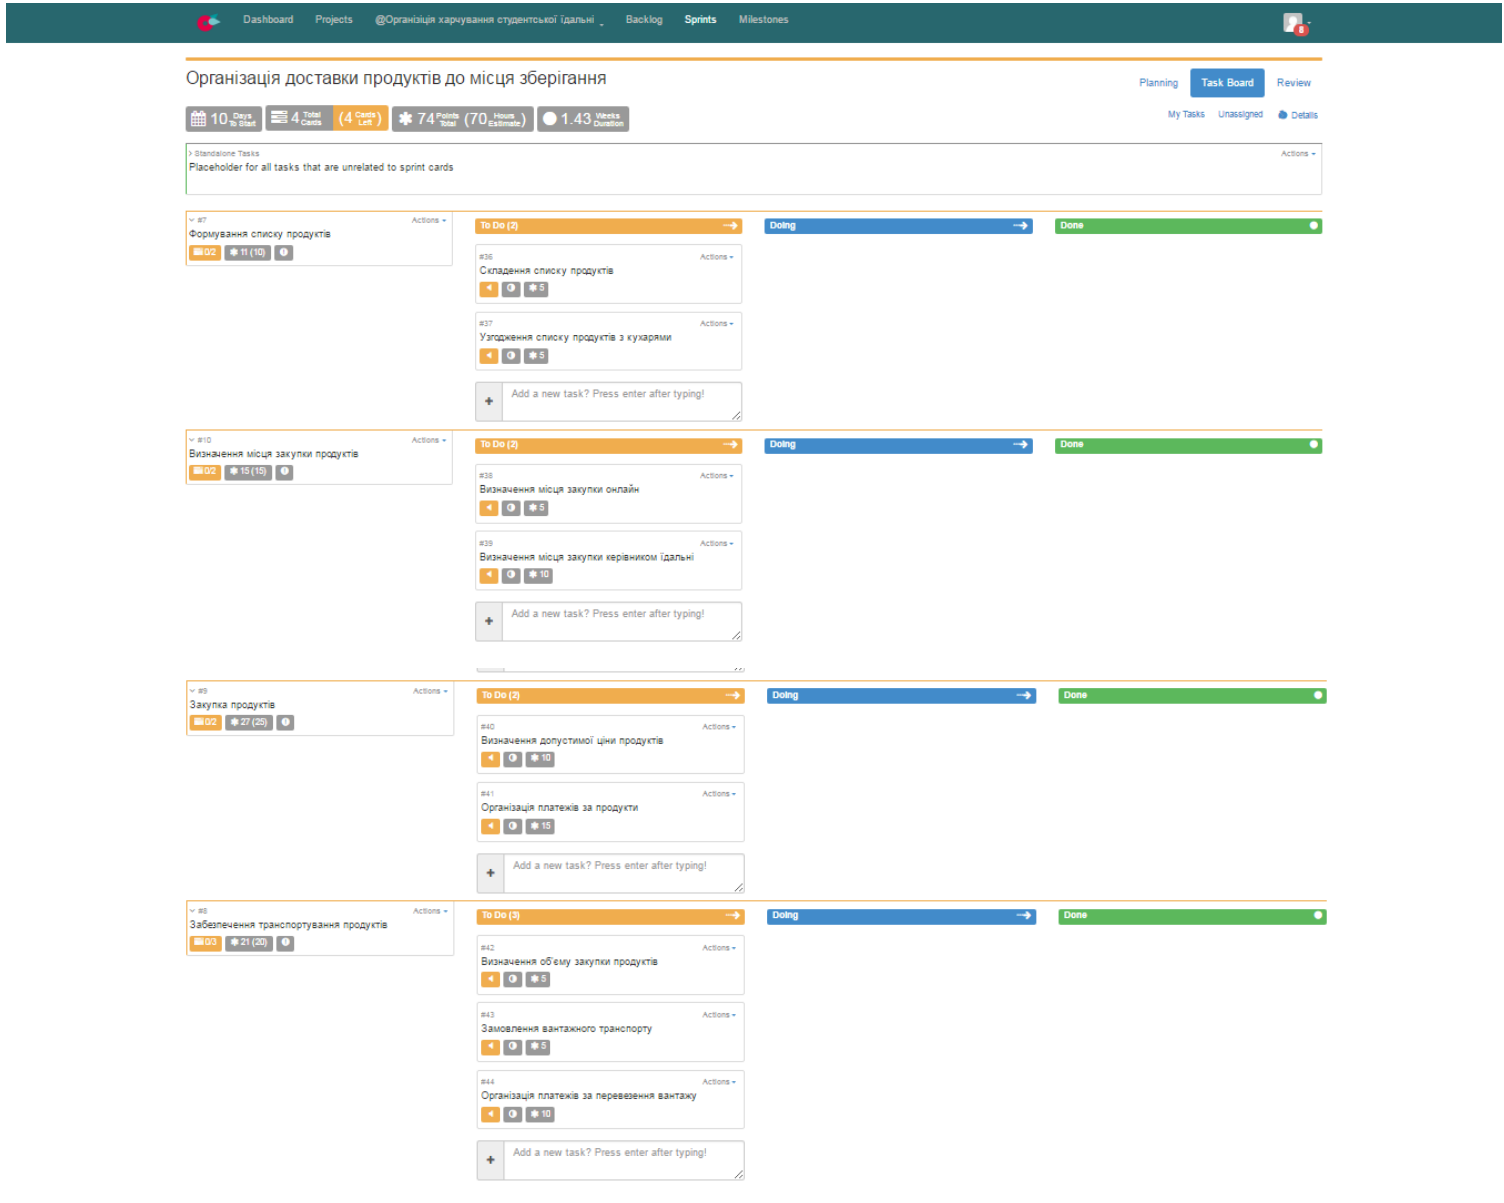 Dashboard Projects @Організіція харчування студентської їдальні Backlog Sprints Milestones 8
Організація доставки продуктів до місця зберігання
Planning Task Board Review
10 Days To Start 4 Total Cards (4 Cards Left) 74 Points Total (70 Hours Estimate) 1.43 Weeks Duration
My Tasks Unassigned Details
Standalone Tasks Actions
Placeholder for all tasks that are unrelated to sprint cards
#7 Actions
Формування списку продуктів
0/2 11 (10)
To Do (2) Doing Done
#36 Actions
Складення списку продуктів
5
#37 Actions
Узгодження списку продуктів з кухарями
5
Add a new task? Press enter after typing!
#10 Actions
Визначення місця закупки продуктів
0/2 15 (15)
To Do (2) Doing Done
#38 Actions
Визначення місця закупки онлайн
5
#39 Actions
Визначення місця закупки керівником їдальні
10
Add a new task? Press enter after typing!
#9 Actions
Закупка продуктів
0/2 27 (25)
To Do (2) Doing Done
#40 Actions
Визначення допустимої ціни продуктів
10
#41 Actions
Організація платежів за продукти
15
Add a new task? Press enter after typing!
#8 Actions
Забезпечення транспортування продуктів
0/3 21 (20)
To Do (3) Doing Done
#42 Actions
Визначення об'єму закупки продуктів
5
#43 Actions
Замовлення вантажного транспорту
5
#44 Actions
Організація платежів за перевезення вантажу
10
Add a new task? Press enter after typing!